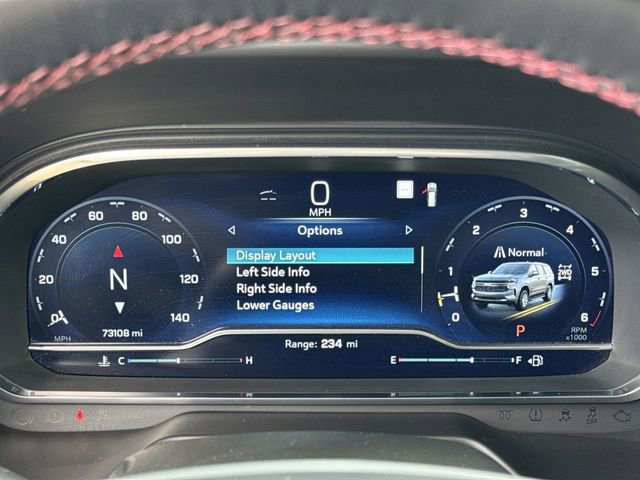 0
MPH
Options
Display Layout
Left Side Info
Right Side Info
Lower Gauges
0 20 40 60 80 100 120 140
N
73108 mi
MPH
0 1 2 3 4 5 6
Normal
2WD
P
RPM
x1000
Range: 234 mi
C H
E F
OFF